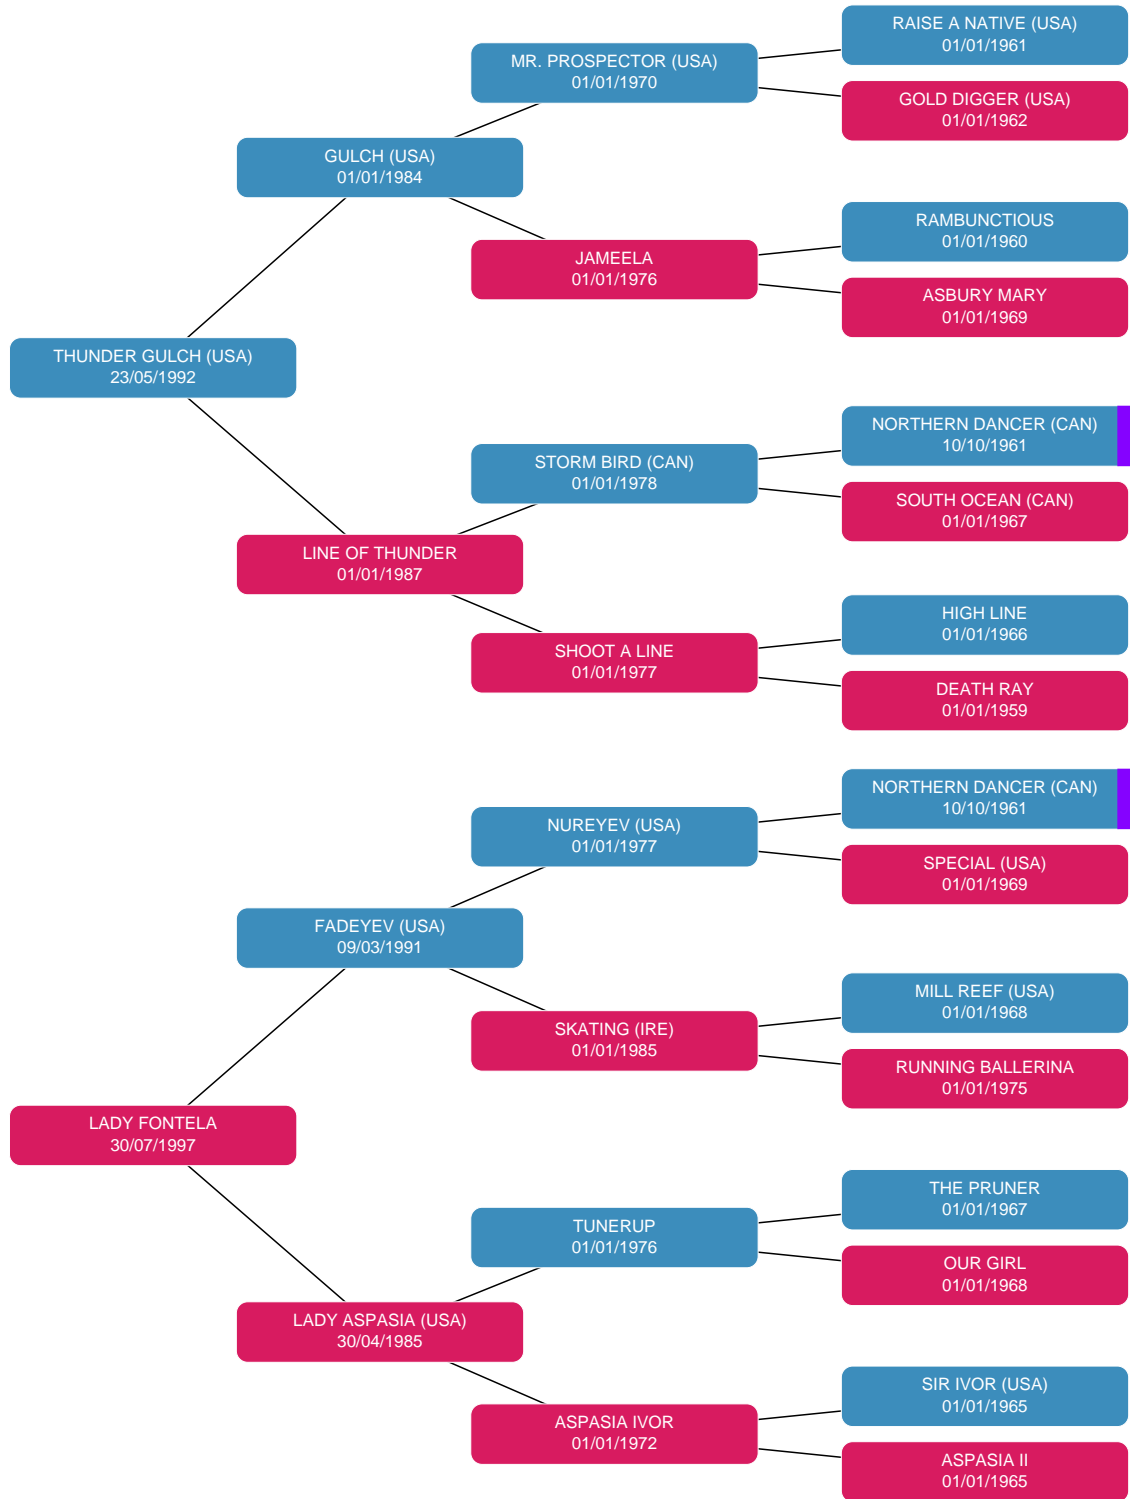 RAISE A NATIVE (USA)
01/01/1961
MR. PROSPECTOR (USA)
01/01/1970
GOLD DIGGER (USA)
01/01/1962
GULCH (USA)
01/01/1984
RAMBUNCTIOUS
01/01/1960
JAMEELA
01/01/1976
ASBURY MARY
01/01/1969
THUNDER GULCH (USA)
23/05/1992
NORTHERN DANCER (CAN)
10/10/1961
STORM BIRD (CAN)
01/01/1978
SOUTH OCEAN (CAN)
01/01/1967
LINE OF THUNDER
01/01/1987
HIGH LINE
01/01/1966
SHOOT A LINE
01/01/1977
DEATH RAY
01/01/1959
NORTHERN DANCER (CAN)
10/10/1961
NUREYEV (USA)
01/01/1977
SPECIAL (USA)
01/01/1969
FADEYEV (USA)
09/03/1991
MILL REEF (USA)
01/01/1968
SKATING (IRE)
01/01/1985
RUNNING BALLERINA
01/01/1975
LADY FONTELA
30/07/1997
THE PRUNER
01/01/1967
TUNERUP
01/01/1976
OUR GIRL
01/01/1968
LADY ASPASIA (USA)
30/04/1985
SIR IVOR (USA)
01/01/1965
ASPASIA IVOR
01/01/1972
ASPASIA II
01/01/1965